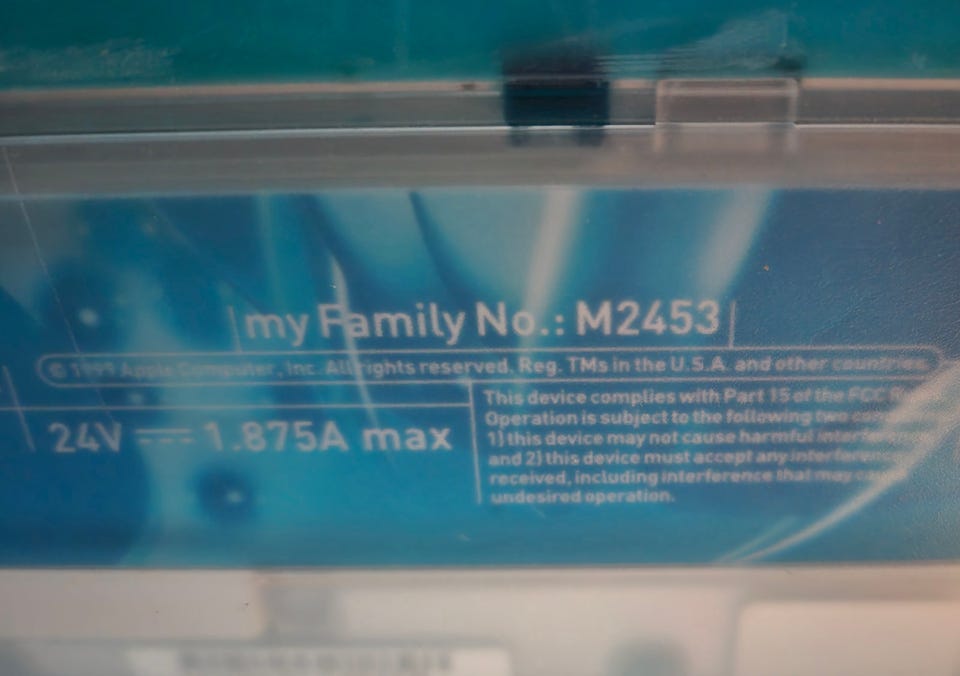 my Family No.: M2453
© 1999 Apple Computer, Inc. All rights reserved. Reg. TMs in the U.S.A. and other countries.
24V 1.875A max
This device complies with Part 15 of the FCC
Operation is subject to the following two
1) this device may not cause harmful interference
and 2) this device must accept any interference
received, including interference that may
undesired operation.